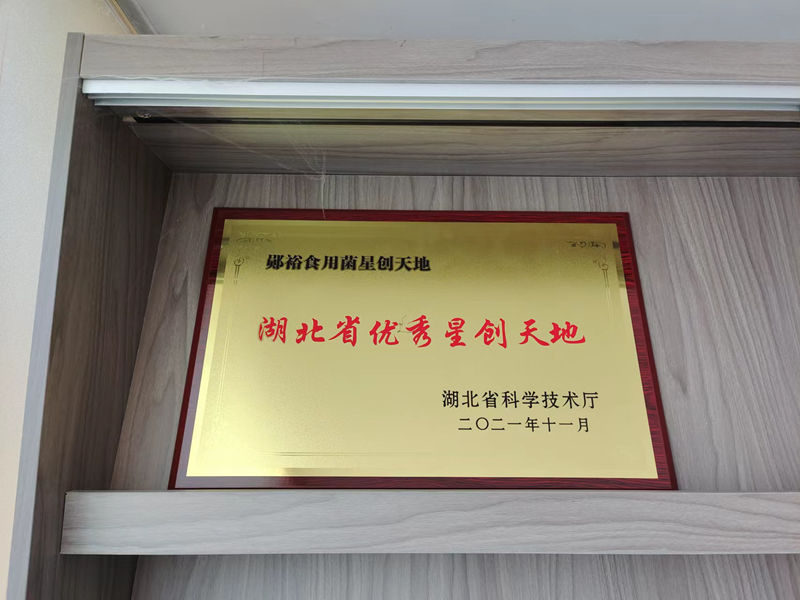 郧裕食用菌星创天地
湖北省优秀星创天地
湖北省科学技术厅
二〇二一年十一月